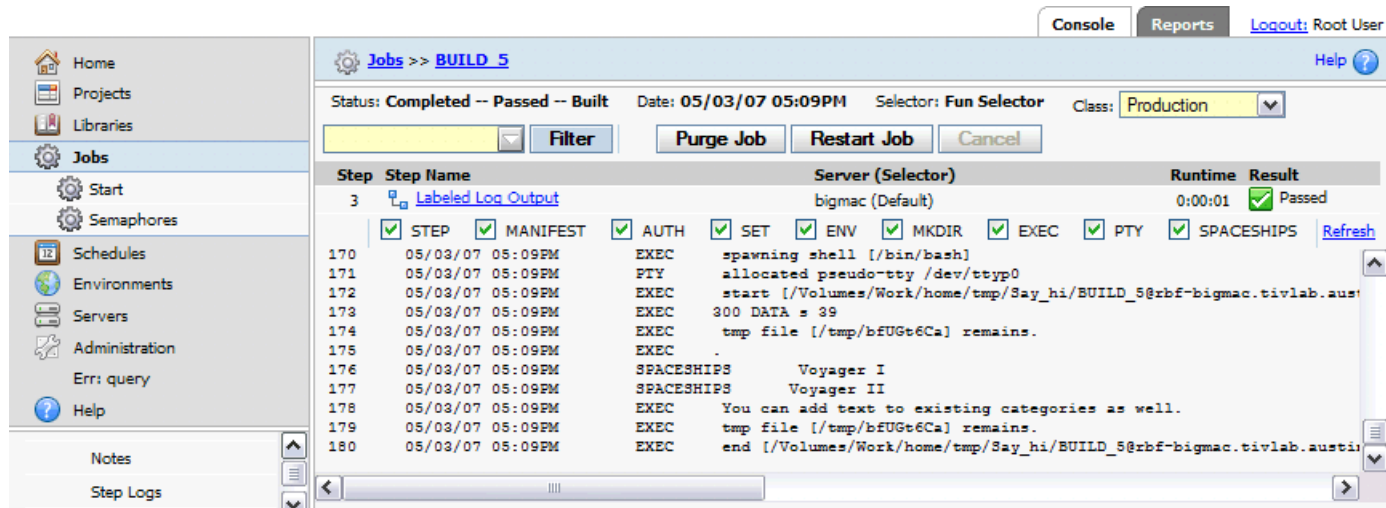 Console Reports Logout: Root User
Home
Projects
Libraries
Jobs
Start
Semaphores
Schedules
12
Environments
Servers
Administration
Err: query
Help
Notes
Step Logs
Jobs >> BUILD_5 Help ?
Status: Completed -- Passed -- Built Date: 05/03/07 05:09PM Selector: Fun Selector Class: Production
Filter Purge Job Restart Job Cancel
Step Step Name Server (Selector) Runtime Result
3 Labeled Log Output bigmac (Default) 0:00:01 Passed
STEP MANIFEST AUTH SET ENV MKDIR EXEC PTY SPACESHIPS Refresh
170 05/03/07 05:09PM EXEC spawning shell [/bin/bash]
171 05/03/07 05:09PM PTY allocated pseudo-tty /dev/ttyp0
172 05/03/07 05:09PM EXEC start [/Volumes/Work/home/tmp/Say_hi/BUILD_5@rbf-bigmac.tivlab.aust
173 05/03/07 05:09PM EXEC 300 DATA s 39
174 05/03/07 05:09PM EXEC tmp file [/tmp/bfUGt6Ca] remains.
175 05/03/07 05:09PM EXEC .
176 05/03/07 05:09PM SPACESHIPS Voyager I
177 05/03/07 05:09PM SPACESHIPS Voyager II
178 05/03/07 05:09PM EXEC You can add text to existing categories as well.
179 05/03/07 05:09PM EXEC tmp file [/tmp/bfUGt6Ca] remains.
180 05/03/07 05:09PM EXEC end [/Volumes/Work/home/tmp/Say_hi/BUILD_5@rbf-bigmac.tivlab.austi